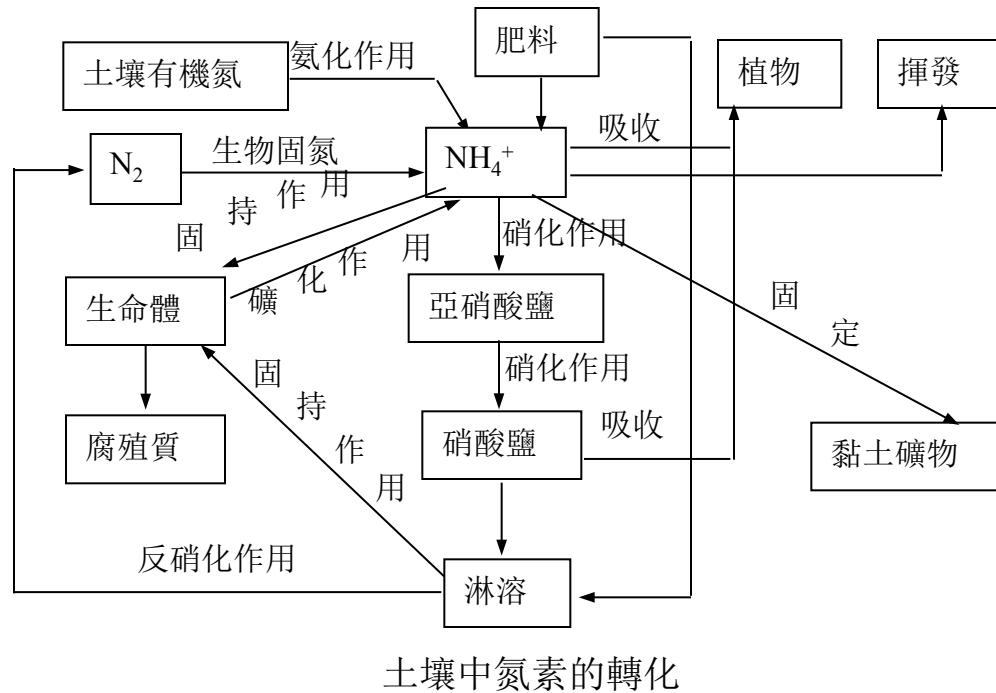 肥料
土壤有機氮
氨化作用
植物
揮發
吸收
N₂
生物固氮
NH₄⁺
固持作用
硝化作用
礦化作用
生命體
亞硝酸鹽
固定
硝化作用
固持作用
腐殖質
硝酸鹽
吸收
黏土礦物
反硝化作用
淋溶
土壤中氮素的轉化